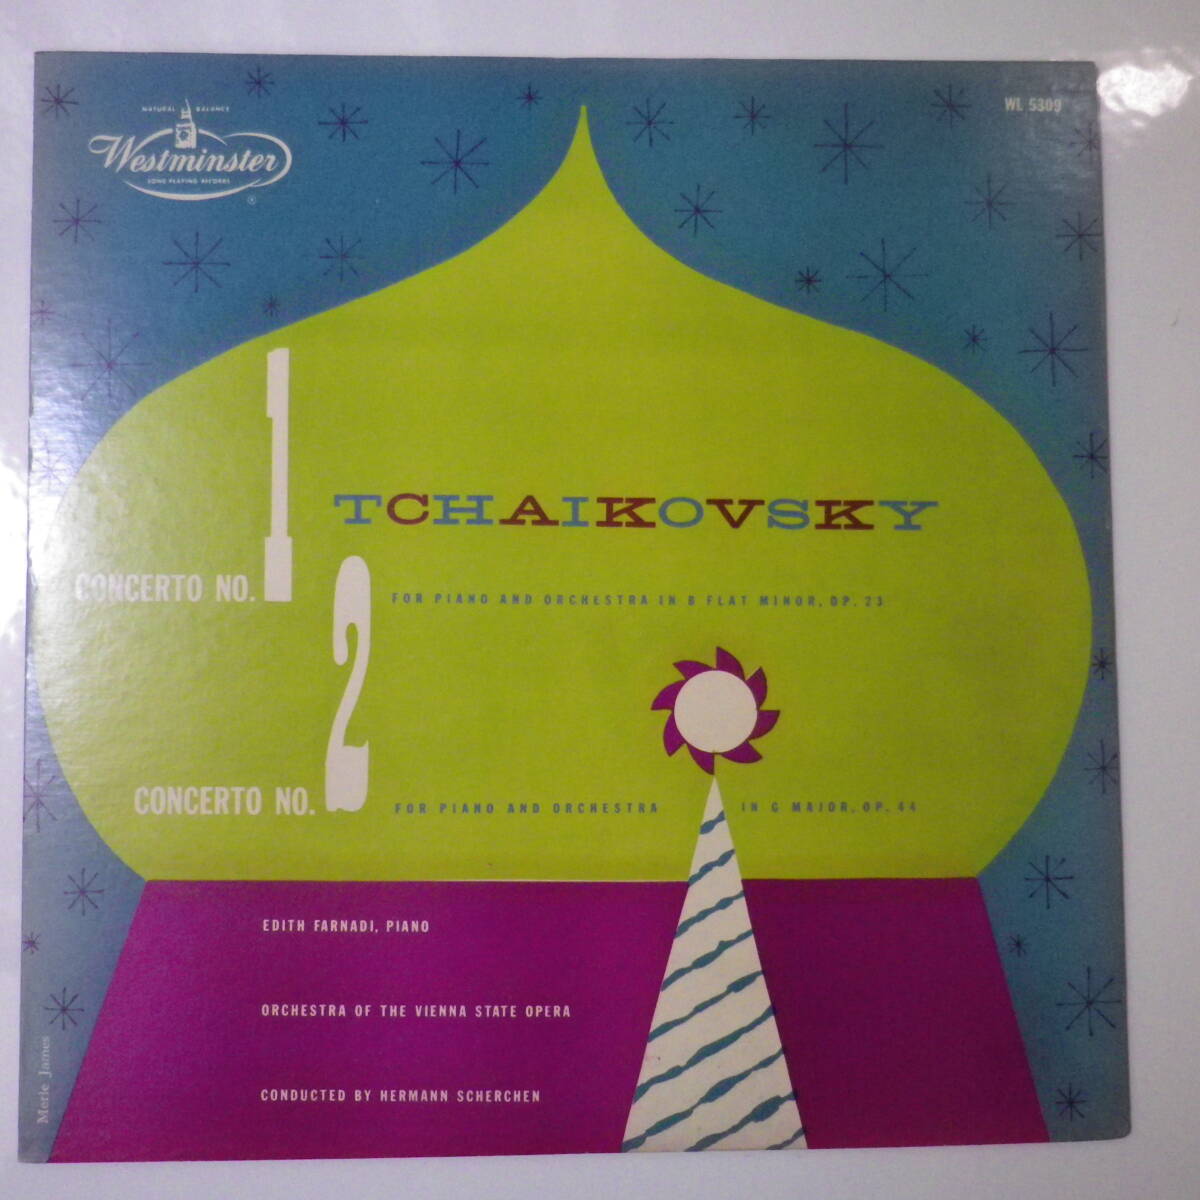 NATURAL BALANCE
Westminster
LONG PLAYING RECORDS
®
WL 5309
TCHAIKOVSKY
CONCERTO NO. 1
FOR PIANO AND ORCHESTRA IN B FLAT MINOR, OP. 23
CONCERTO NO. 2
FOR PIANO AND ORCHESTRA IN G MAJOR, OP. 44
EDITH FARNADI, PIANO
ORCHESTRA OF THE VIENNA STATE OPERA
CONDUCTED BY HERMANN SCHERCHEN
Merle James